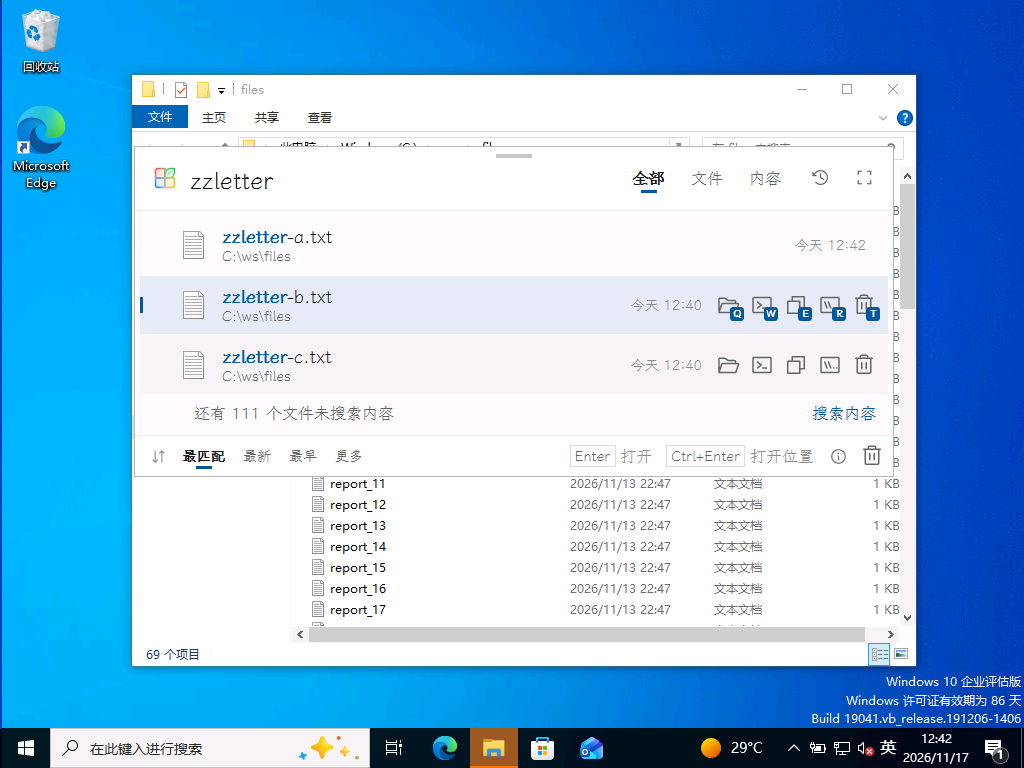 回收站
Microsoft
Edge
files
文件 主页 共享 查看
zzletter
全部 文件 内容
zzletter-a.txt
C:\ws\files
今天 12:42
zzletter-b.txt
C:\ws\files
今天 12:40
Q W E R T
zzletter-c.txt
C:\ws\files
今天 12:40
还有 111 个文件未搜索内容 搜索内容
最匹配 最新 最早 更多 Enter 打开 Ctrl+Enter 打开位置
report_11 2026/11/13 22:47 文本文档 1 KB
report_12 2026/11/13 22:47 文本文档 1 KB
report_13 2026/11/13 22:47 文本文档 1 KB
report_14 2026/11/13 22:47 文本文档 1 KB
report_15 2026/11/13 22:47 文本文档 1 KB
report_16 2026/11/13 22:47 文本文档 1 KB
report_17 2026/11/13 22:47 文本文档 1 KB
69 个项目
Windows 10 企业评估版
Windows 许可证有效期为 86 天
Build 19041.vb_release.191206-1406
在此键入进行搜索
29°C
英
12:42
2026/11/17
1